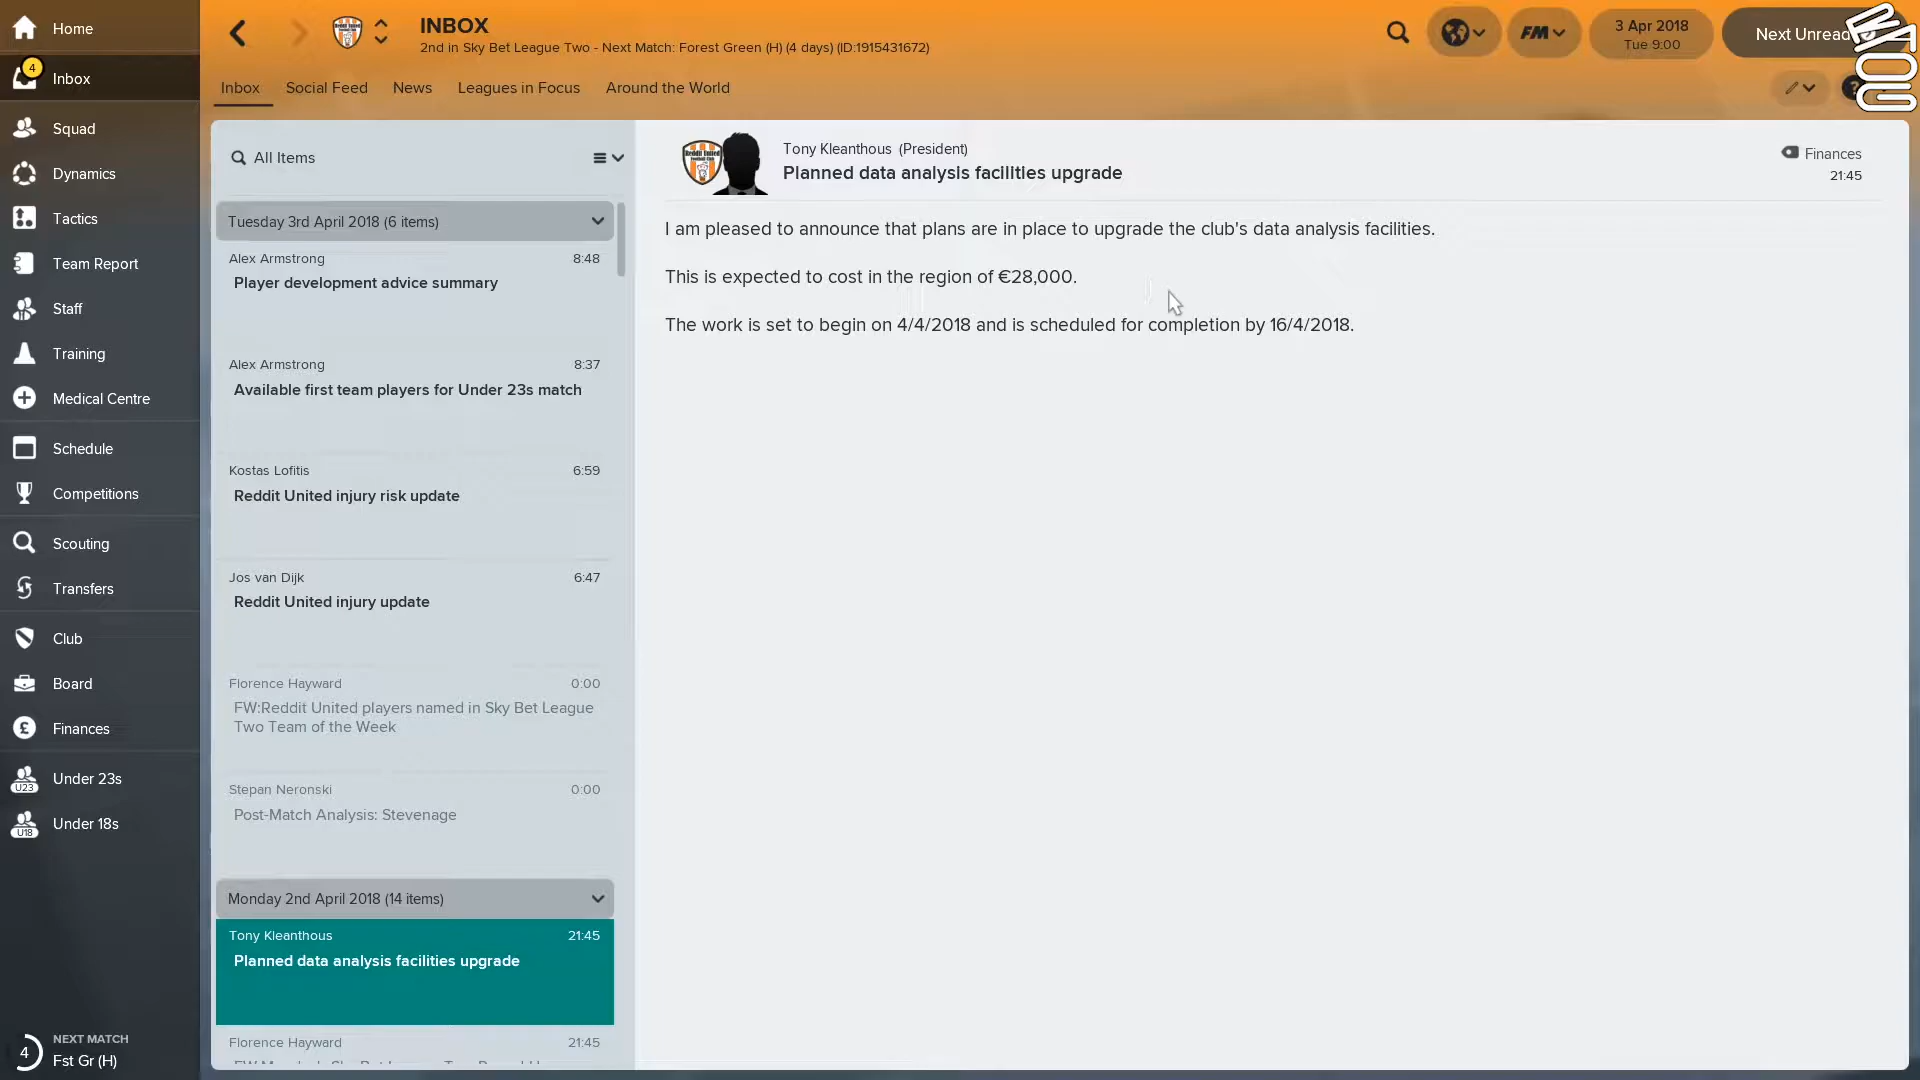 Home
4
Inbox
Squad
Dynamics
Tactics
Team Report
Staff
Training
Medical Centre
Schedule
Competitions
Scouting
Transfers
Club
Board
Finances
U23
Under 23s
U18
Under 18s
4
NEXT MATCH
Fst Gr (H)
INBOX
2nd in Sky Bet League Two - Next Match: Forest Green (H) (4 days) (ID:1915431672)
FM
3 Apr 2018
Tue 9:00
Next Unread
Inbox
Social Feed
News
Leagues in Focus
Around the World
All Items
Tuesday 3rd April 2018 (6 items)
Alex Armstrong 8:48
Player development advice summary
Alex Armstrong 8:37
Available first team players for Under 23s match
Kostas Lofitis 6:59
Reddit United injury risk update
Jos van Dijk 6:47
Reddit United injury update
Florence Hayward 0:00
FW:Reddit United players named in Sky Bet League
Two Team of the Week
Stepan Neronski 0:00
Post-Match Analysis: Stevenage
Monday 2nd April 2018 (14 items)
Tony Kleanthous 21:45
Planned data analysis facilities upgrade
Florence Hayward 21:45
Reddit United
Football Club
Tony Kleanthous (President)
Planned data analysis facilities upgrade
Finances
21:45
I am pleased to announce that plans are in place to upgrade the club's data analysis facilities.
This is expected to cost in the region of €28,000.
The work is set to begin on 4/4/2018 and is scheduled for completion by 16/4/2018.